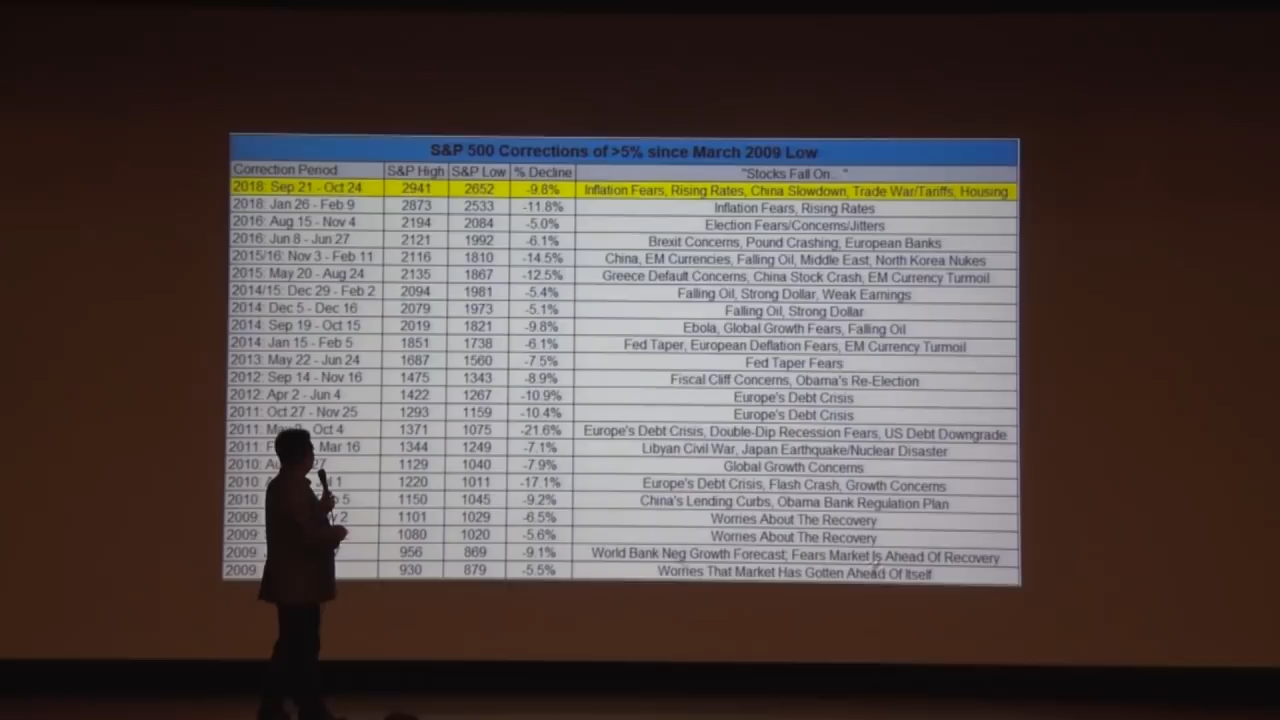 S&P 500 Corrections of >5% since March 2009 Low
Correction Period S&P High S&P Low % Decline "Stocks Fall On... "
2018: Sep 21 - Oct 24 2941 2652 -9.8% Inflation Fears, Rising Rates, China Slowdown, Trade War/Tariffs, Housing
2018: Jan 26 - Feb 9 2873 2533 -11.8% Inflation Fears, Rising Rates
2016: Aug 15 - Nov 4 2194 2084 -5.0% Election Fears/Concerns/Jitters
2016: Jun 8 - Jun 27 2121 1992 -6.1% Brexit Concerns, Pound Crashing, European Banks
2015/16: Nov 3 - Feb 11 2116 1810 -14.5% China, EM Currencies, Falling Oil, Middle East, North Korea Nukes
2015: May 20 - Aug 24 2135 1867 -12.5% Greece Default Concerns, China Stock Crash, EM Currency Turmoil
2014/15: Dec 29 - Feb 2 2094 1981 -5.4% Falling Oil, Strong Dollar, Weak Earnings
2014: Dec 5 - Dec 16 2079 1973 -5.1% Falling Oil, Strong Dollar
2014: Sep 19 - Oct 15 2019 1821 -9.8% Ebola, Global Growth Fears, Falling Oil
2014: Jan 15 - Feb 5 1851 1738 -6.1% Fed Taper, European Deflation Fears, EM Currency Turmoil
2013: May 22 - Jun 24 1687 1560 -7.5% Fed Taper Fears
2012: Sep 14 - Nov 16 1475 1343 -8.9% Fiscal Cliff Concerns, Obama's Re-Election
2012: Apr 2 - Jun 4 1422 1267 -10.9% Europe's Debt Crisis
2011: Oct 27 - Nov 25 1293 1159 -10.4% Europe's Debt Crisis
2011: Oct 4 1371 1075 -21.6% Europe's Debt Crisis, Double-Dip Recession Fears, US Debt Downgrade
2011: Mar 16 1344 1249 -7.1% Libyan Civil War, Japan Earthquake/Nuclear Disaster
2010: 27 1129 1040 -7.9% Global Growth Concerns
2010 1220 1011 -17.1% Europe's Debt Crisis, Flash Crash, Growth Concerns
2010 5 1150 1045 -9.2% China's Lending Curbs, Obama Bank Regulation Plan
2009: 2 1101 1029 -6.5% Worries About The Recovery
2009: 1080 1020 -5.6% Worries About The Recovery
2009: 956 869 -9.1% World Bank Neg Growth Forecast; Fears Market Is Ahead Of Recovery
2009 930 879 -5.5% Worries That Market Has Gotten Ahead Of Itself